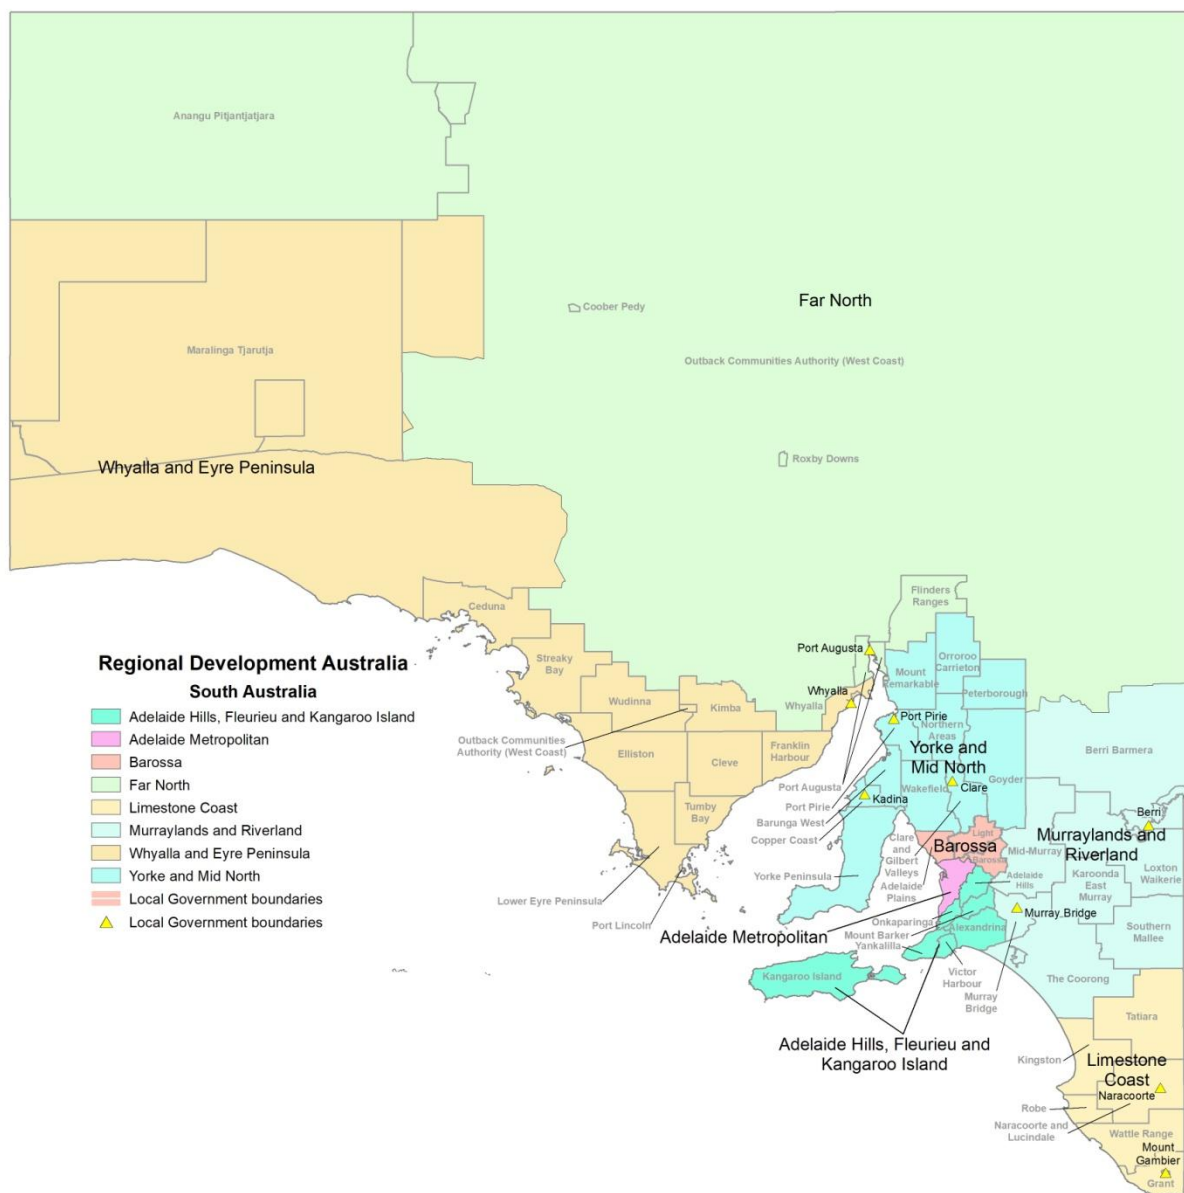 Anangu Pitjantjatjara
Coober Pedy
Far North
Maralinga Tjarutja
Outback Communities Authority (West Coast)
Whyalla and Eyre Peninsula
Roxby Downs
Flinders
Ranges
Ceduna
Port Augusta
Streaky
Bay
Mount
Remarkable
Orroroo
Carrieton
Wudinna
Kimba
Whyalla
Whyalla
Peterborough
Port Pirie
Northern
Areas
Outback Communities
Authority (West Coast)
Elliston
Cleve
Franklin
Harbour
Yorke and
Mid North
Goyder
Berri Barmera
Port Augusta
Wakefield
Clare
Kadina
Tumby
Bay
Port Pirie
Barunga West
Copper Coast
Berri
Light
Clare
and
Gilbert
Valleys
Barossa
Barossa
Mid-Murray
Murraylands and
Riverland
Yorke Peninsula
Adelaide
Plains
Adelaide
Hills
Karoonda
East
Murray
Loxton
Waikerie
Lower Eyre Peninsula
Port Lincoln
Onkaparinga
Murray Bridge
Adelaide Metropolitan
Mount Barker
Yankalilla
Alexandrina
Southern
Mallee
Kangaroo Island
Victor
Harbour
Murray
Bridge
The Coorong
Adelaide Hills, Fleurieu and
Kangaroo Island
Tatiara
Kingston
Limestone
Coast
Naracoorte
Robe
Naracoorte and
Lucindale
Wattle Range
Mount
Gambier
Grant
Regional Development Australia
South Australia
Adelaide Hills, Fleurieu and Kangaroo Island
Adelaide Metropolitan
Barossa
Far North
Limestone Coast
Murraylands and Riverland
Whyalla and Eyre Peninsula
Yorke and Mid North
Local Government boundaries
Local Government boundaries